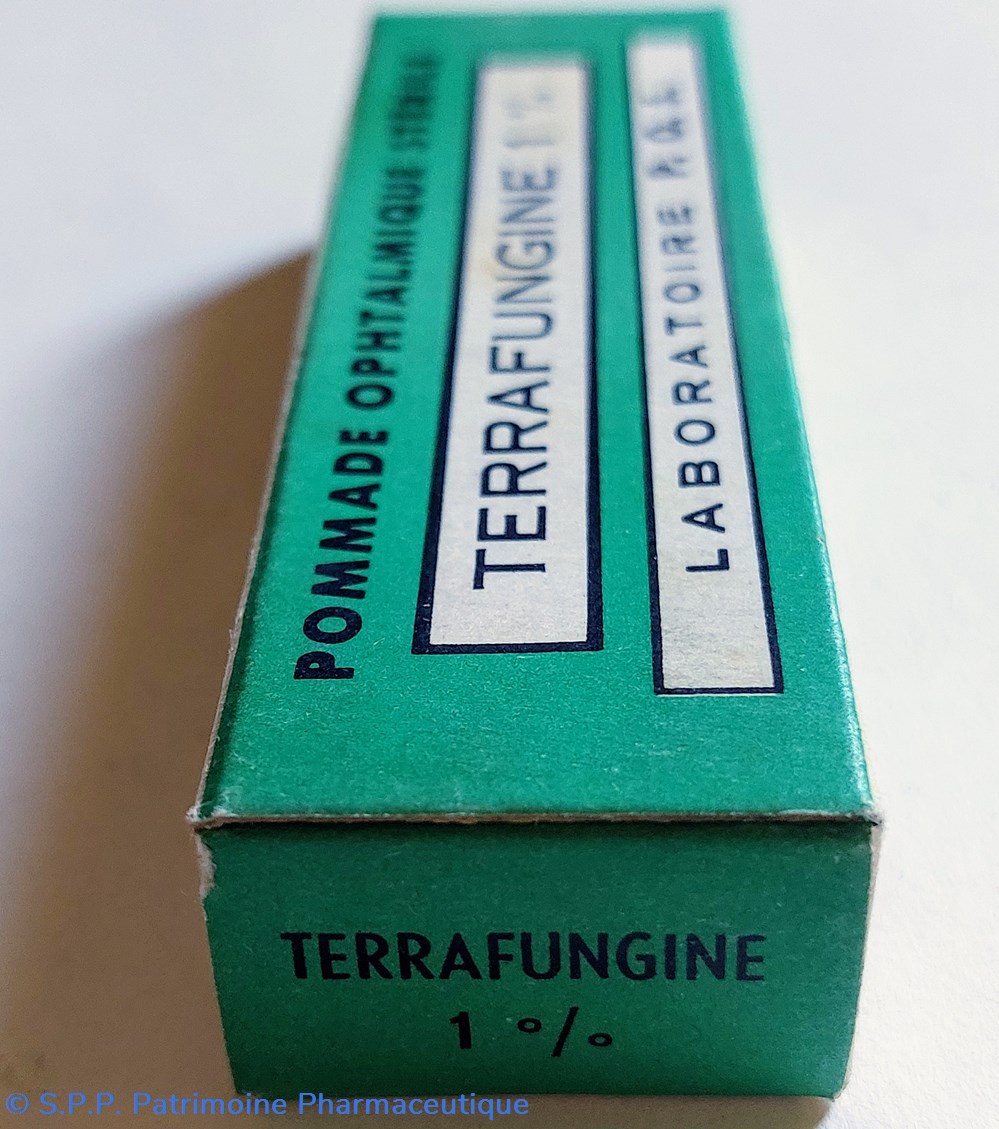 POMMADE OPHTALMIQUE STÉRILE
TERRAFUNGINE 1 %
LABORATOIRE
TERRAFUNGINE
1 %
© S.P.P. Patrimoine Pharmaceutique